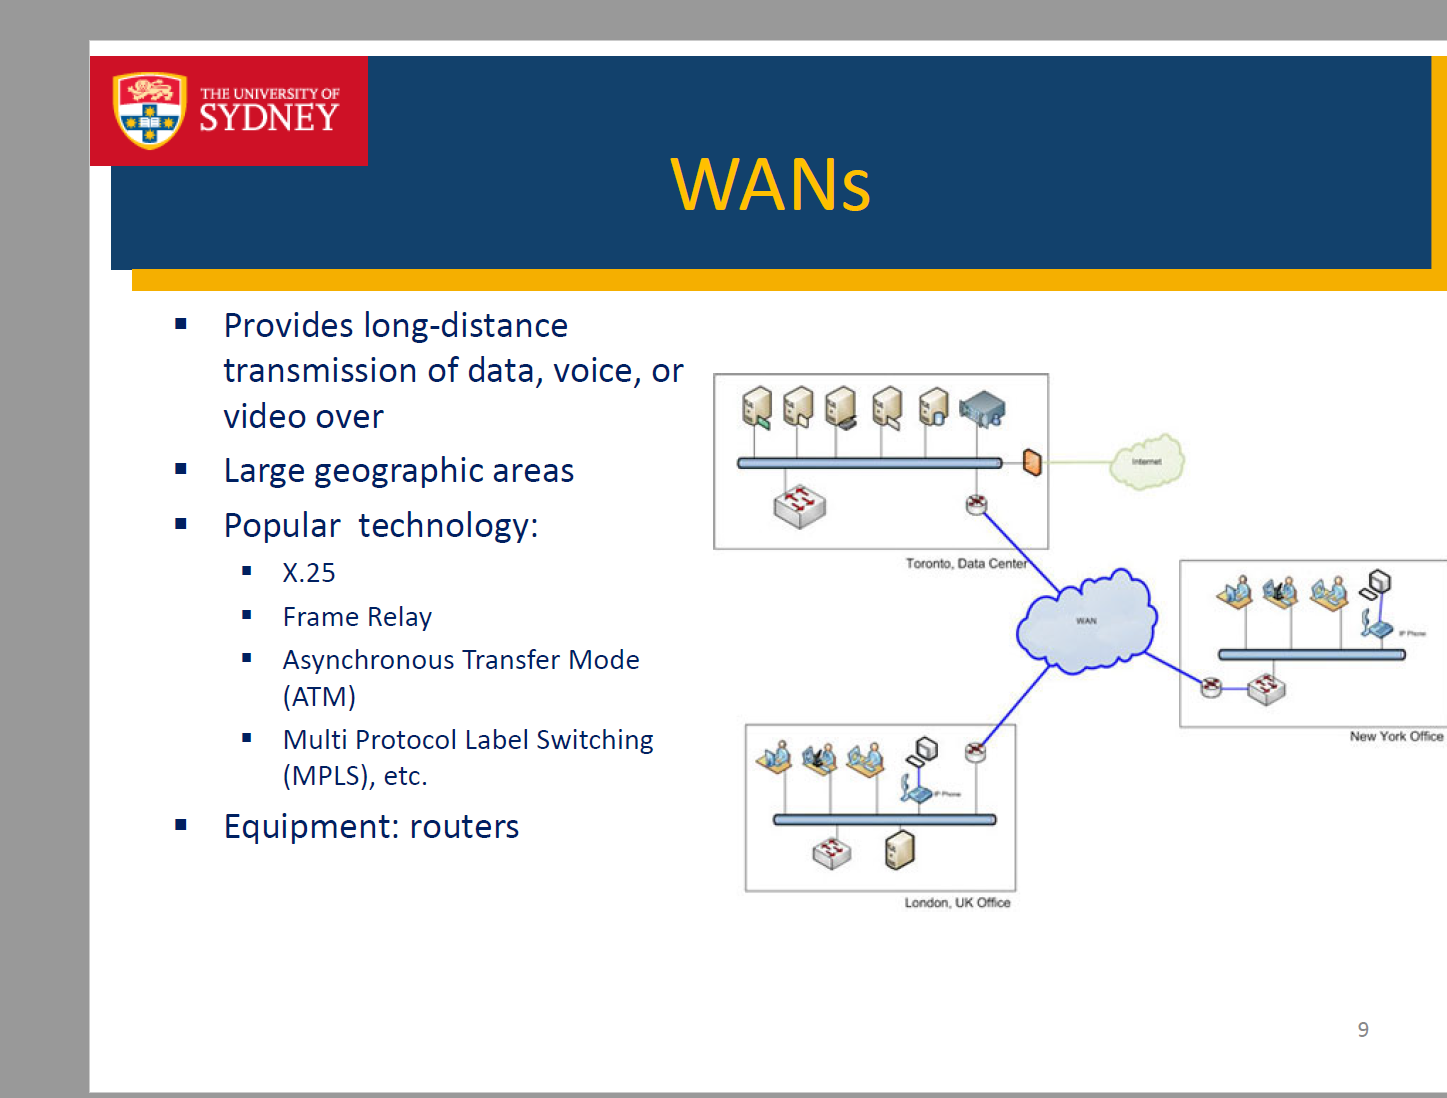 THE UNIVERSITY OF
SYDNEY
WANs
Provides long-distance
transmission of data, voice, or
video over
Large geographic areas
Popular technology:
X.25
Frame Relay
Asynchronous Transfer Mode
(ATM)
Multi Protocol Label Switching
(MPLS), etc.
Equipment: routers
Internet
Toronto, Data Center
WAN
IP Phone
New York Office
IP Phone
London, UK Office
9